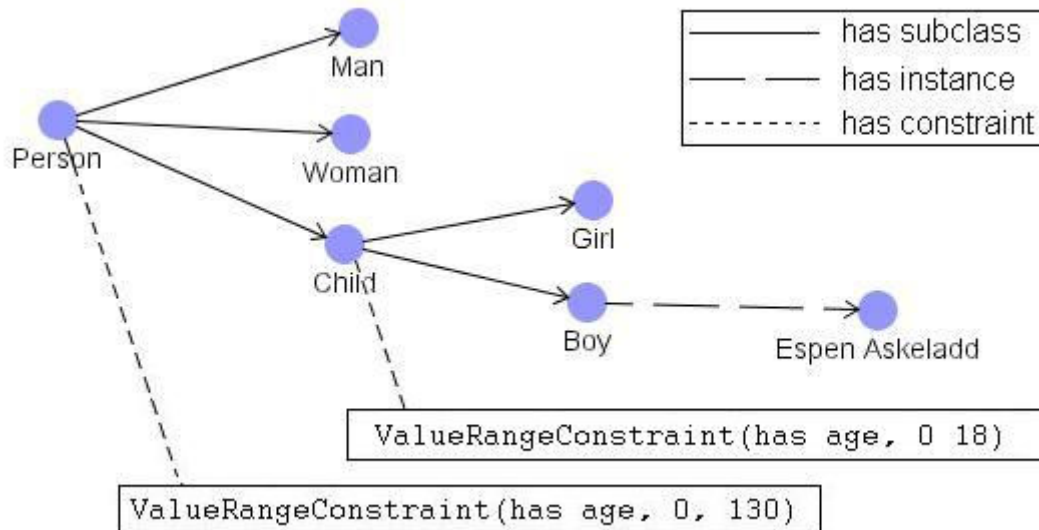 Man
has subclass
has instance
has constraint
Person
Woman
Girl
Child
Boy
Espen Askeladd
ValueRangeConstraint(has age, 0 18)
ValueRangeConstraint(has age, 0, 130)